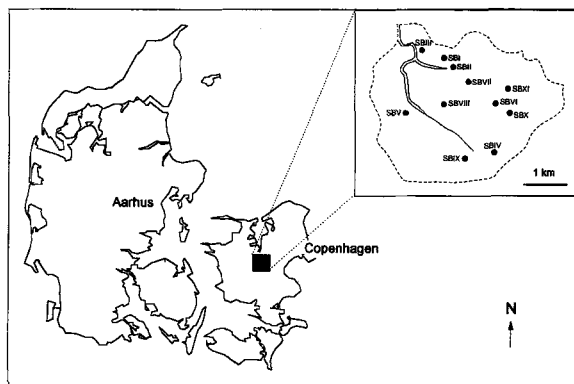 SBIII
SBI
SBII
SBVII
SBXI
SBVI
SBX
SBVIII
SBV
SBIV
SBIX
1 km
Aarhus
Copenhagen
N